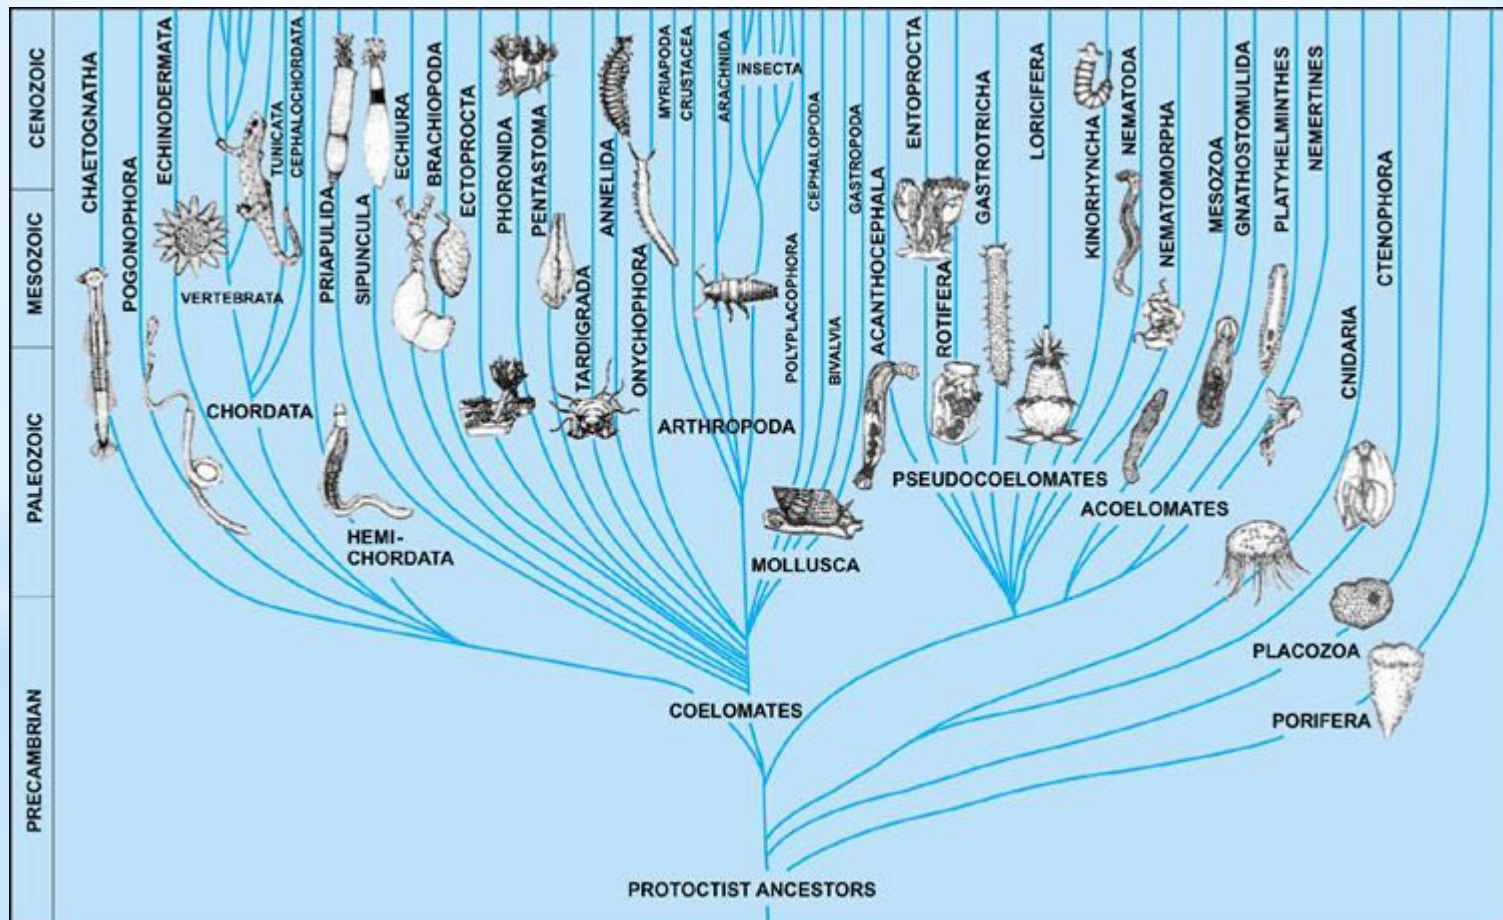 CENOZOIC
MESOZOIC
PALEOZOIC
PRECAMBRIAN
CHAETOGNATHA
POGONOPHORA
ECHINODERMATA
VERTEBRATA
TUNICATA
CEPHALOCHORDATA
CHORDATA
PRIAPULIDA
SIPUNCULA
HEMI-
CHORDATA
ECHIURA
BRACHIOPODA
ECTOPROCTA
PHORONIDA
PENTASTOMA
TARDIGRADA
ANNELIDA
ONYCHOPHORA
MYRIAPODA
CRUSTACEA
ARACHNIDA
INSECTA
ARTHROPODA
POLYPLACOPHORA
CEPHALOPODA
BIVALVIA
GASTROPODA
MOLLUSCA
ACANTHOCEPHALA
ENTOPROCTA
ROTIFERA
GASTROTRICHA
LORICIFERA
KINORHYNCHA
NEMATODA
NEMATOMORPHA
PSEUDOCOELOMATES
MESOZOA
GNATHOSTOMULIDA
PLATYHELMINTHES
NEMERTINES
ACOELOMATES
CNIDARIA
CTENOPHORA
PLACOZOA
PORIFERA
COELOMATES
PROTOCTIST ANCESTORS